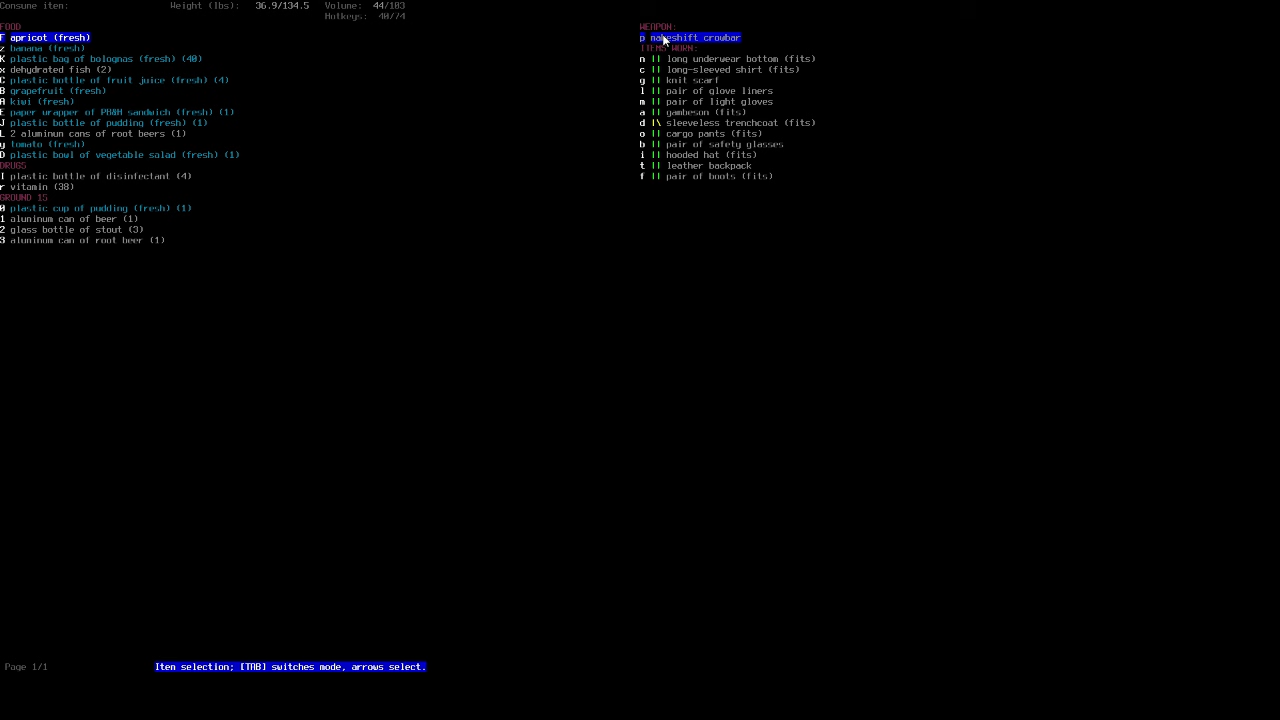 Consume item: Weight (lbs): 36.9/134.5 Volume: 44/103
Hotkeys: 40/74
FOOD
F apricot (fresh)
z banana (fresh)
K plastic bag of bolognas (fresh) (40)
x dehydrated fish (2)
C plastic bottle of fruit juice (fresh) (4)
B grapefruit (fresh)
A kiwi (fresh)
E paper wrapper of PB&H sandwich (fresh) (1)
J plastic bottle of pudding (fresh) (1)
L 2 aluminum cans of root beers (1)
y tomato (fresh)
D plastic bowl of vegetable salad (fresh) (1)
DRUGS
I plastic bottle of disinfectant (4)
r vitamin (38)
GROUND 15
0 plastic cup of pudding (fresh) (1)
1 aluminum can of beer (1)
2 glass bottle of stout (3)
3 aluminum can of root beer (1)
WEAPON:
p makeshift crowbar
ITEMS WORN:
n || long underwear bottom (fits)
c || long-sleeved shirt (fits)
g || knit scarf
l || pair of glove liners
m || pair of light gloves
a || gambeson (fits)
d |\ sleeveless trenchcoat (fits)
o || cargo pants (fits)
b || pair of safety glasses
i || hooded hat (fits)
t || leather backpack
f || pair of boots (fits)
Page 1/1 Item selection; [TAB] switches mode, arrows select.